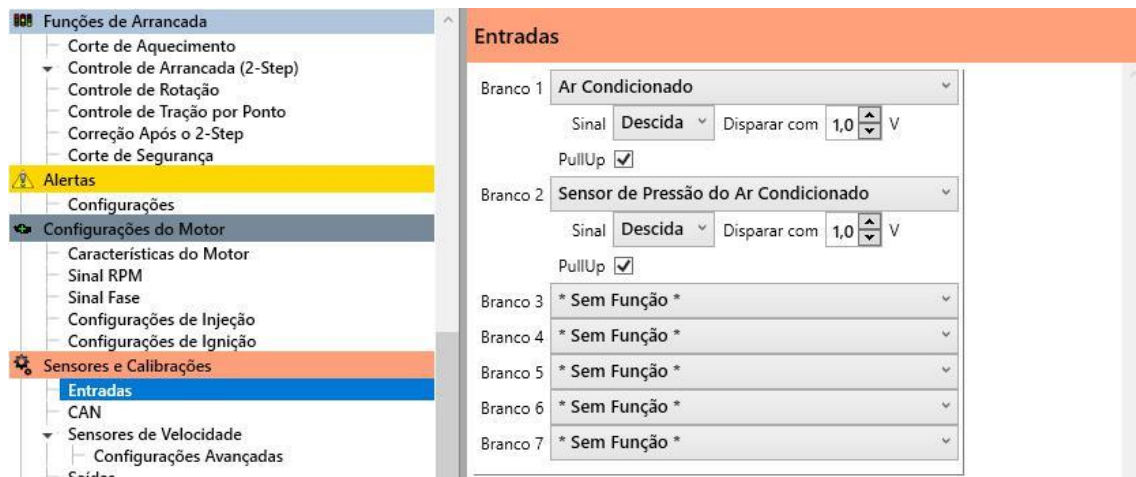 Funções de Arrancada
Corte de Aquecimento
Controle de Arrancada (2-Step)
Controle de Rotação
Controle de Tração por Ponto
Correção Após o 2-Step
Corte de Segurança
Alertas
Configurações
Configurações do Motor
Características do Motor
Sinal RPM
Sinal Fase
Configurações de Injeção
Configurações de Ignição
Sensores e Calibrações
Entradas
CAN
Sensores de Velocidade
Configurações Avançadas
Saídas
Entradas
Branco 1 Ar Condicionado
Sinal Descida Disparar com 1,0 V
PullUp
Branco 2 Sensor de Pressão do Ar Condicionado
Sinal Descida Disparar com 1,0 V
PullUp
Branco 3 * Sem Função *
Branco 4 * Sem Função *
Branco 5 * Sem Função *
Branco 6 * Sem Função *
Branco 7 * Sem Função *